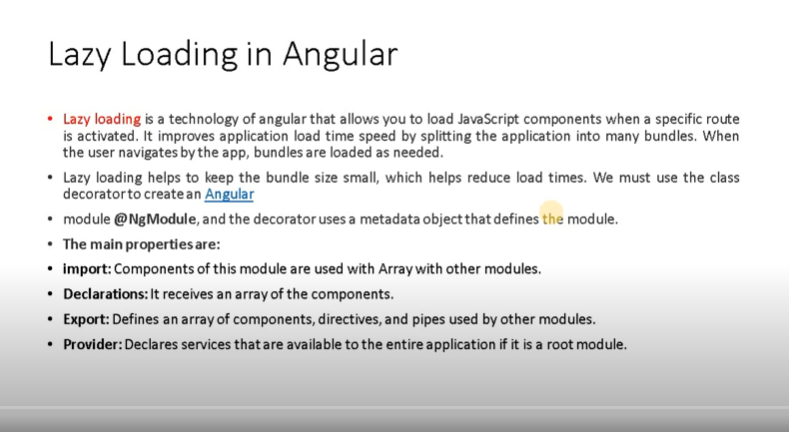 Lazy Loading in Angular
• Lazy loading is a technology of angular that allows you to load JavaScript components when a specific route
is activated. It improves application load time speed by splitting the application into many bundles. When
the user navigates by the app, bundles are loaded as needed.
• Lazy loading helps to keep the bundle size small, which helps reduce load times. We must use the class
decorator to create an Angular
• module @NgModule, and the decorator uses a metadata object that defines the module.
• The main properties are:
• import: Components of this module are used with Array with other modules.
• Declarations: It receives an array of the components.
• Export: Defines an array of components, directives, and pipes used by other modules.
• Provider: Declares services that are available to the entire application if it is a root module.